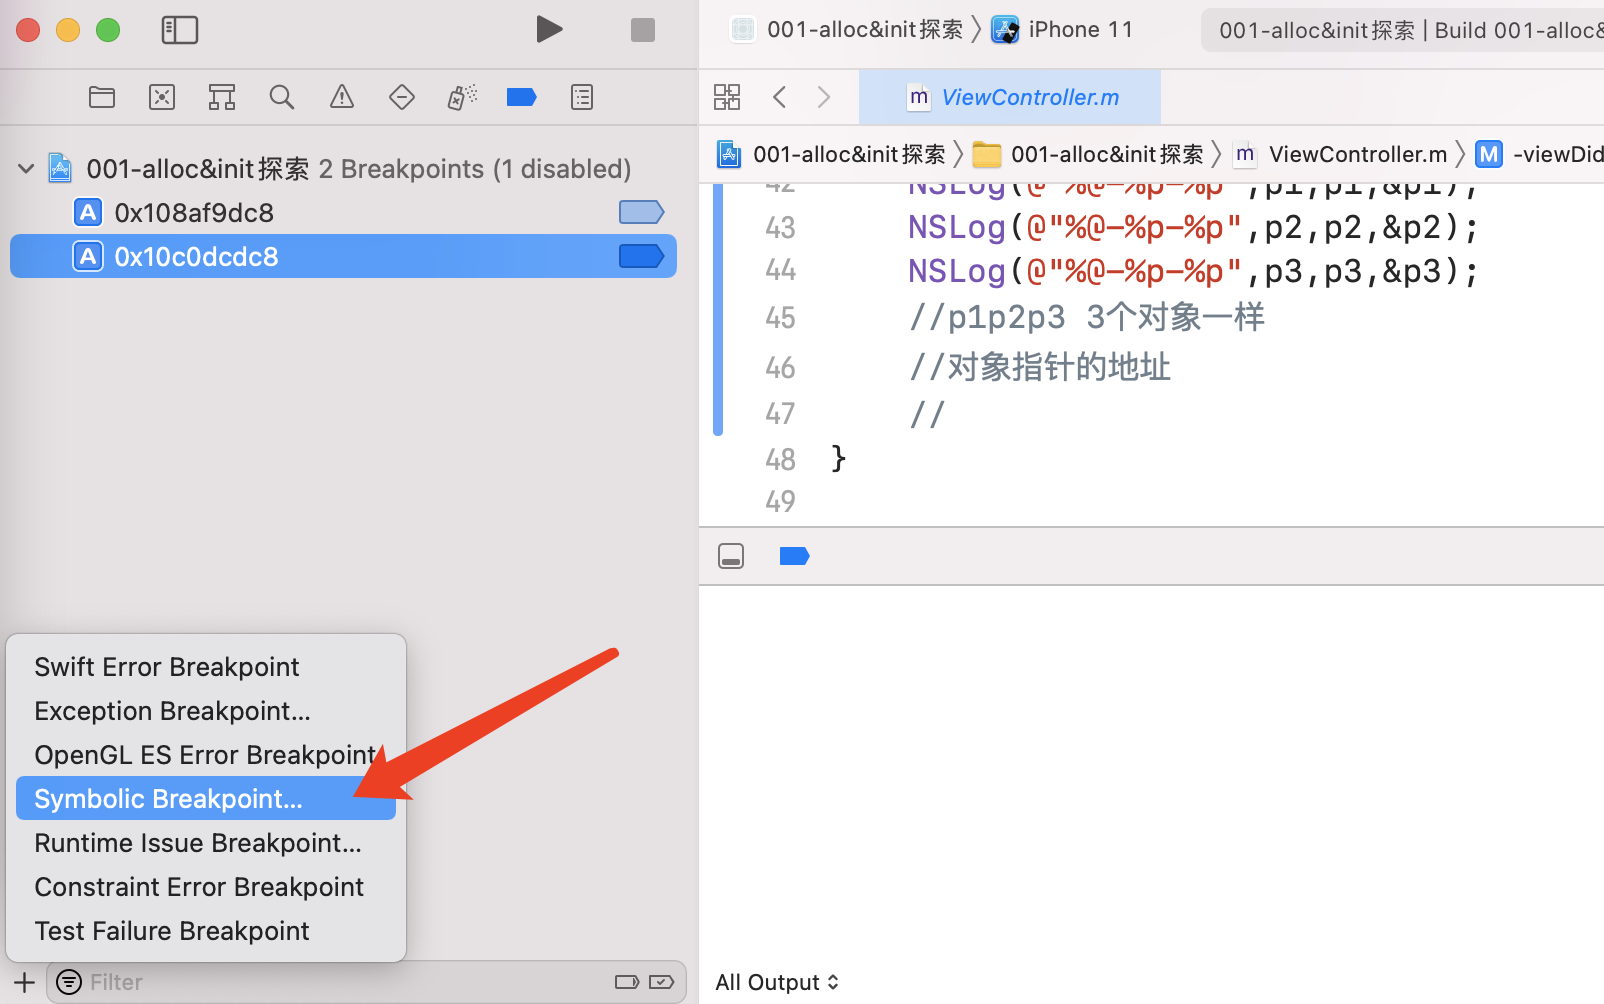 001-alloc&init探索
iPhone 11
001-alloc&init探索 | Build 001-alloc&
ViewController.m
001-alloc&init探索 2 Breakpoints (1 disabled)
A 0x108af9dc8
A 0x10c0dcdc8
001-alloc&init探索
001-alloc&init探索
m ViewController.m
M -viewDid
42 NSLog(@"%@-%p-%p",p1,p1,&p1);
43 NSLog(@"%@-%p-%p",p2,p2,&p2);
44 NSLog(@"%@-%p-%p",p3,p3,&p3);
45 //p1p2p3 3个对象一样
46 //对象指针的地址
47 //
48 }
49
Swift Error Breakpoint
Exception Breakpoint...
OpenGL ES Error Breakpoint
Symbolic Breakpoint...
Runtime Issue Breakpoint...
Constraint Error Breakpoint
Test Failure Breakpoint
Filter
All Output